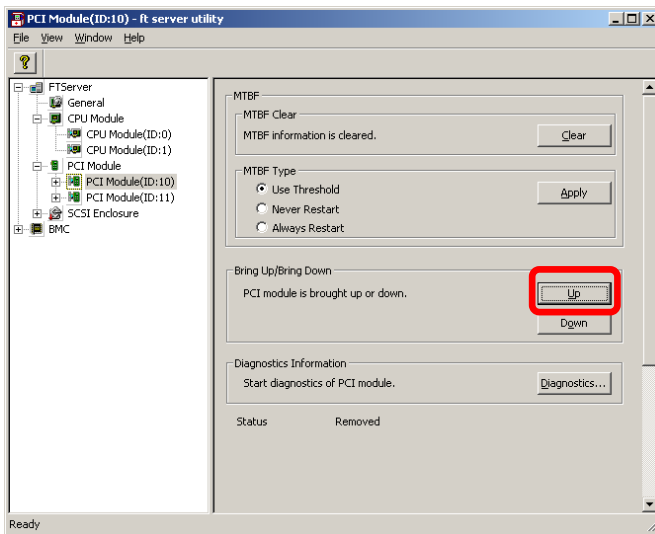 PCI Module(ID:10) - ft server utility
File View Window Help
FTServer
General
CPU Module
CPU Module(ID:0)
CPU Module(ID:1)
PCI Module
PCI Module(ID:10)
PCI Module(ID:11)
SCSI Enclosure
BMC
MTBF
MTBF Clear
MTBF information is cleared.
Clear
MTBF Type
Use Threshold
Never Restart
Always Restart
Apply
Bring Up/Bring Down
PCI module is brought up or down.
Up
Down
Diagnostics Information
Start diagnostics of PCI module.
Diagnostics...
Status Removed
Ready